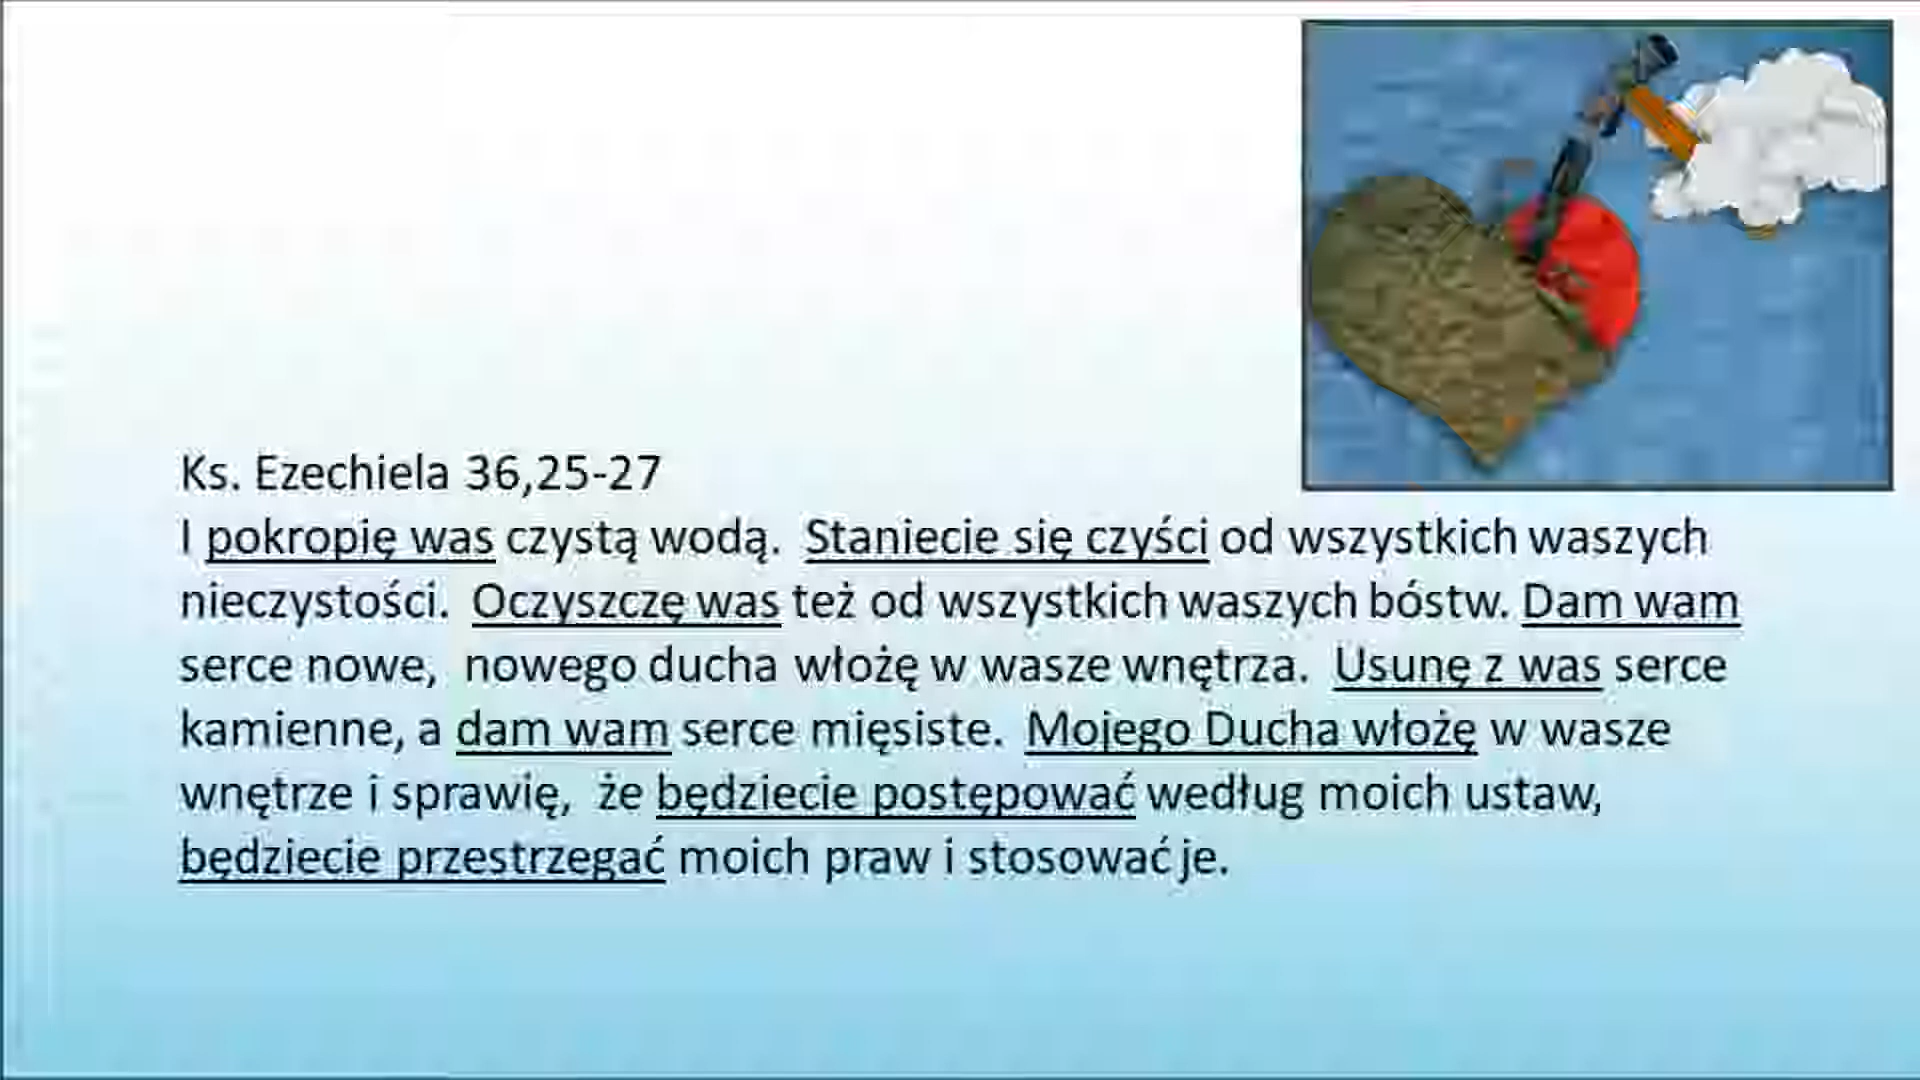 Ks. Ezechiela 36,25-27
I pokropię was czystą wodą. Staniecie się czyści od wszystkich waszych
nieczystości. Oczyszczę was też od wszystkich waszych bóstw. Dam wam
serce nowe, nowego ducha włożę w wasze wnętrza. Usunę z was serce
kamienne, a dam wam serce mięsiste. Mojego Ducha włożę w wasze
wnętrze i sprawię, że będziecie postępować według moich ustaw,
będziecie przestrzegać moich praw i stosować je.